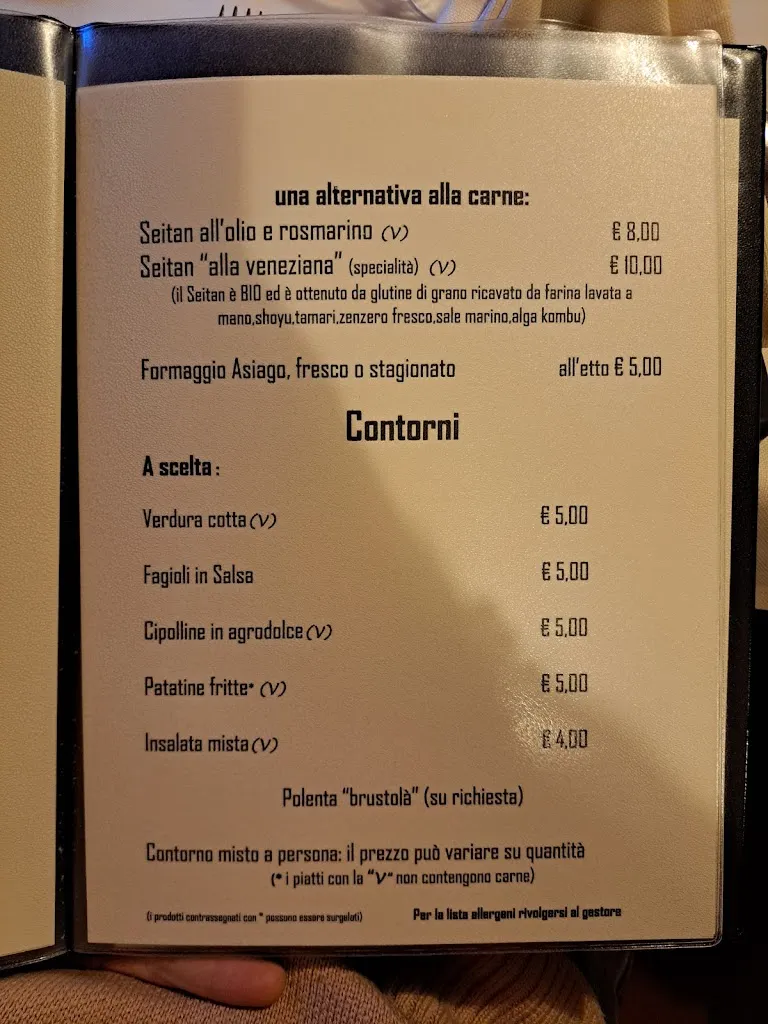 una alternativa alla carne:
Seitan all'olio e rosmarino (V) € 8,00
Seitan "alla veneziana" (specialità) (V) € 10,00
(il Seitan è BIO ed è ottenuto da glutine di grano ricavato da farina lavata a
mano,shoyu,tamari,zenzero fresco,sale marino,alga kombu)
Formaggio Asiago, fresco o stagionato all'etto € 5,00
Contorni
A scelta :
Verdura cotta (V) € 5,00
Fagioli in Salsa € 5,00
Cipolline in agrodolce (V) € 5,00
Patatine fritte* (V) € 5,00
Insalata mista (V) € 4,00
Polenta "brustolà" (su richiesta)
Contorno misto a persona: il prezzo può variare su quantità
(* i piatti con la "V" non contengono carne)
(i prodotti contrassegnati con * possono essere surgelati) Per la lista allergeni rivolgersi al gestore